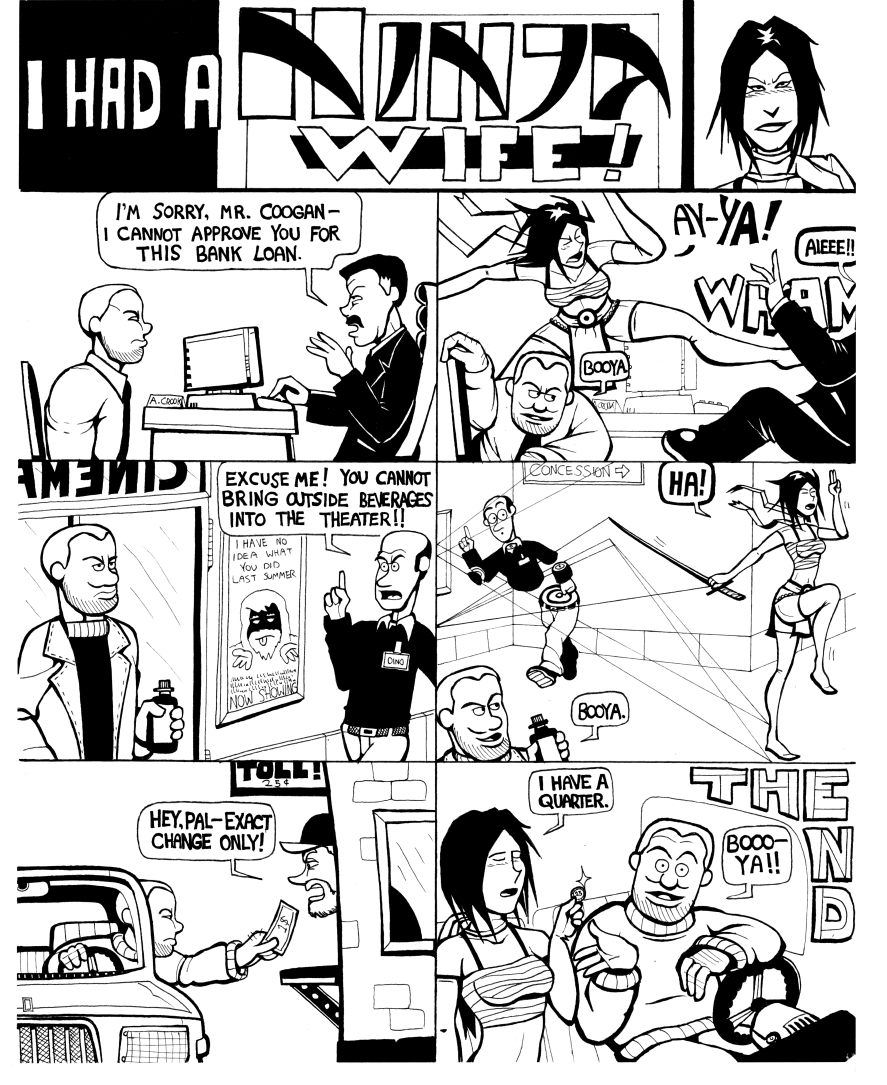 I HAD A
NINJA
WIFE!
I'M SORRY, MR. COOGAN—
I CANNOT APPROVE YOU FOR
THIS BANK LOAN.
A. CROOK
AY-YA!
AIEEE!!
WHAM
BOOYA.
CINEMA
EXCUSE ME! YOU CANNOT
BRING OUTSIDE BEVERAGES
INTO THE THEATER!!
I HAVE NO
IDEA WHAT
YOU DID
LAST SUMMER
NOW SHOWING
DINO
CONCESSION ⇨
HA!
BOOYA.
TOLL!
25¢
HEY, PAL—EXACT
CHANGE ONLY!
I HAVE A
QUARTER.
BOOO—
YA!!
THE
END